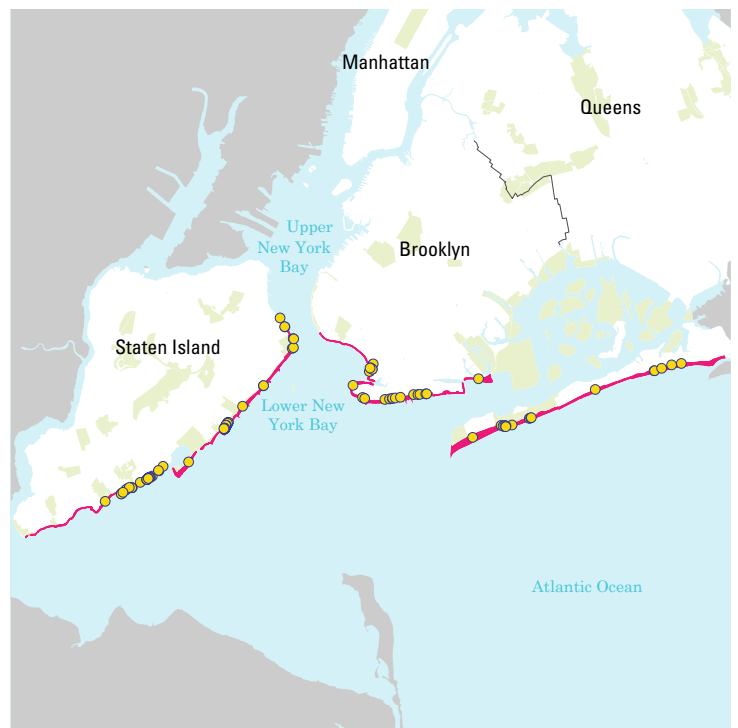 Manhattan
Queens
Upper
New York
Bay
Brooklyn
Staten Island
Lower New
York Bay
Atlantic Ocean